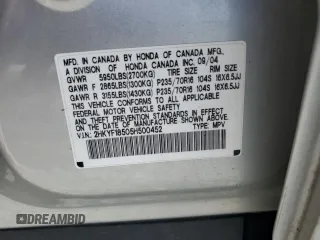 MFD. IN CANADA BY HONDA OF CANADA MFG.,
A DIVISION OF HONDA CANADA INC. 09/04
GVWR 5950LBS(2700KG) TIRE SIZE RIM SIZE
GAWR F 2865LBS(1300KG) P235/70R16 104S 16X6.5JJ
GAWR R 3155LBS(1430KG) P235/70R16 104S 16X6.5JJ
THIS VEHICLE CONFORMS TO ALL APPLICABLE
FEDERAL MOTOR VEHICLE SAFETY AND
THEFT PREVENTION STANDARDS IN EFFECT ON THE
DATE OF MANUFACTURE SHOWN ABOVE.
V.I.N.: 2HKYF18505H500452 TYPE: MPV
DREAMBID
.COM